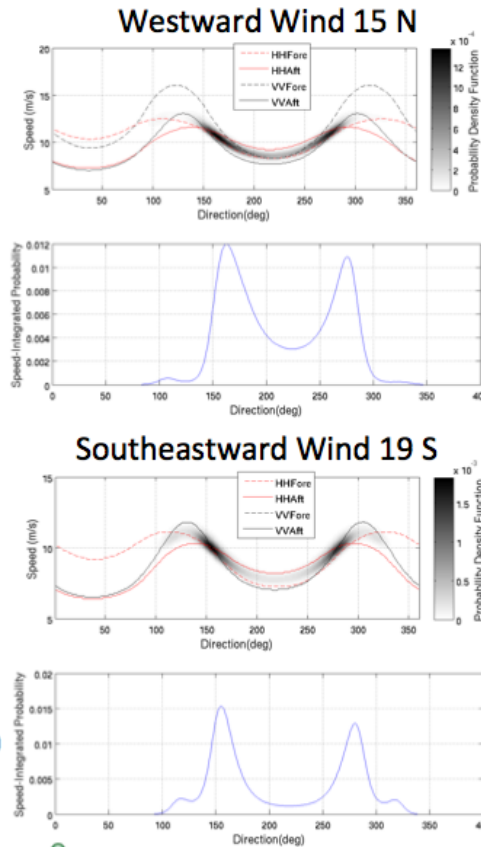 Westward Wind 15 N
20
15
10
5
Speed (m/s)
HHFore
HHAft
VVFore
VVAft
50 100 150 200 250 300 350
Direction(deg)
x 10⁻⁴
12
10
8
6
4
2
0
Probability Density Function
0.012
0.01
0.008
0.006
0.004
0.002
0
Speed-Integrated Probability
0 50 100 150 200 250 300 350 400
Direction(deg)
Southeastward Wind 19 S
15
10
5
Speed (m/s)
HHFore
HHAft
VVFore
VVAft
50 100 150 200 250 300 350
Direction(deg)
x 10⁻³
1.5
1
0.5
0
Probability Density Function
0.02
0.015
0.01
0.005
0
Speed-Integrated Probability
0 50 100 150 200 250 300 350
Direction(deg)